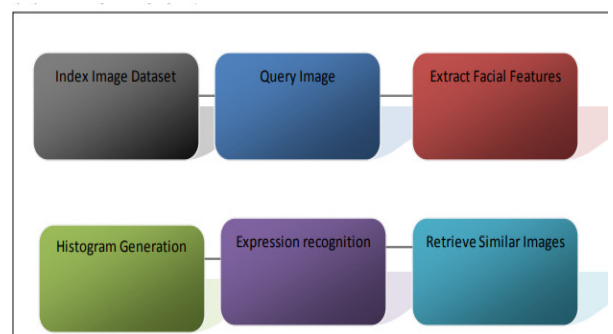 Index Image Dataset
Query Image
Extract Facial Features
Histogram Generation
Expression recognition
Retrieve Similar Images